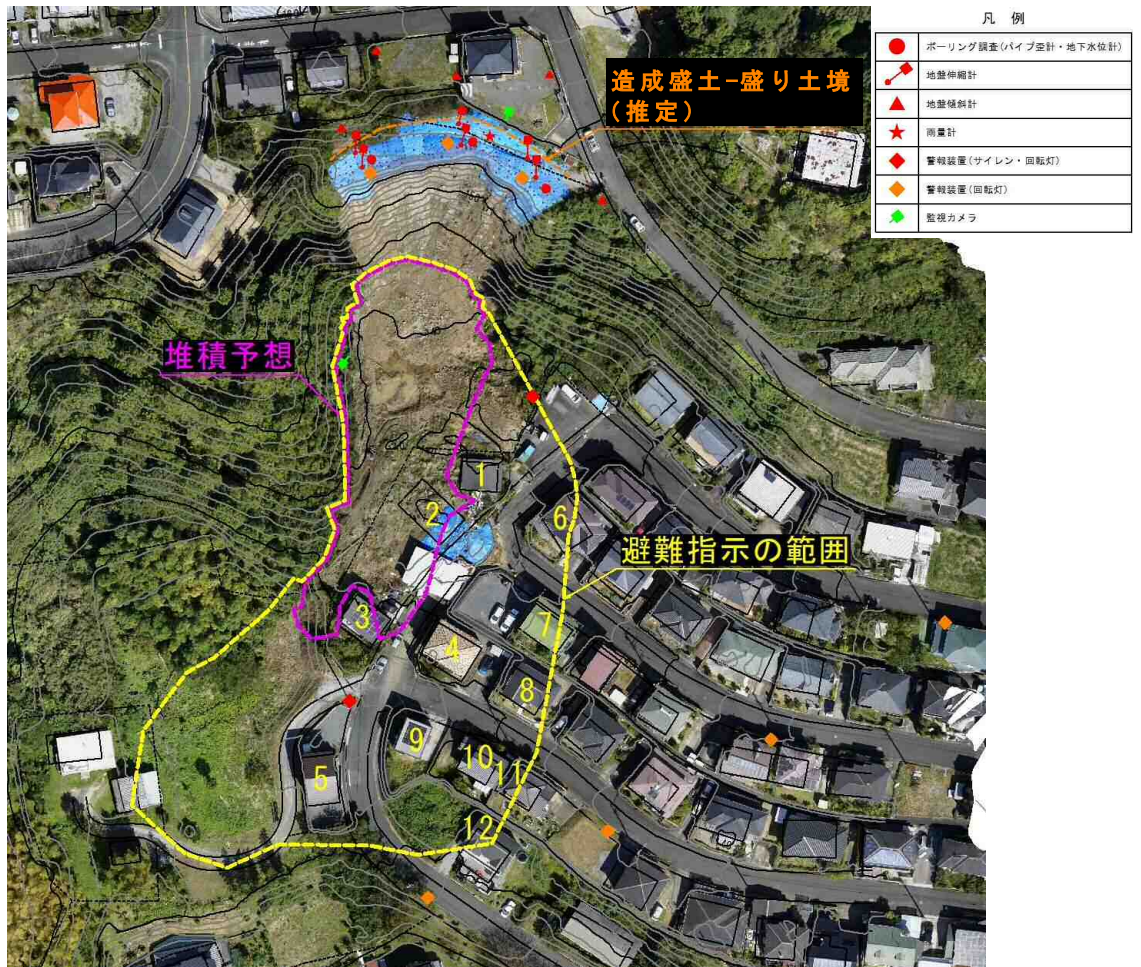 凡例
ボーリング調査(パイプ歪計・地下水位計)
地盤伸縮計
地盤傾斜計
雨量計
警報装置(サイレン・回転灯)
警報装置(回転灯)
監視カメラ
造成盛土-盛り土境
(推定)
堆積予想
避難指示の範囲
1
2
3
4
5
6
7
8
9
10
11
12